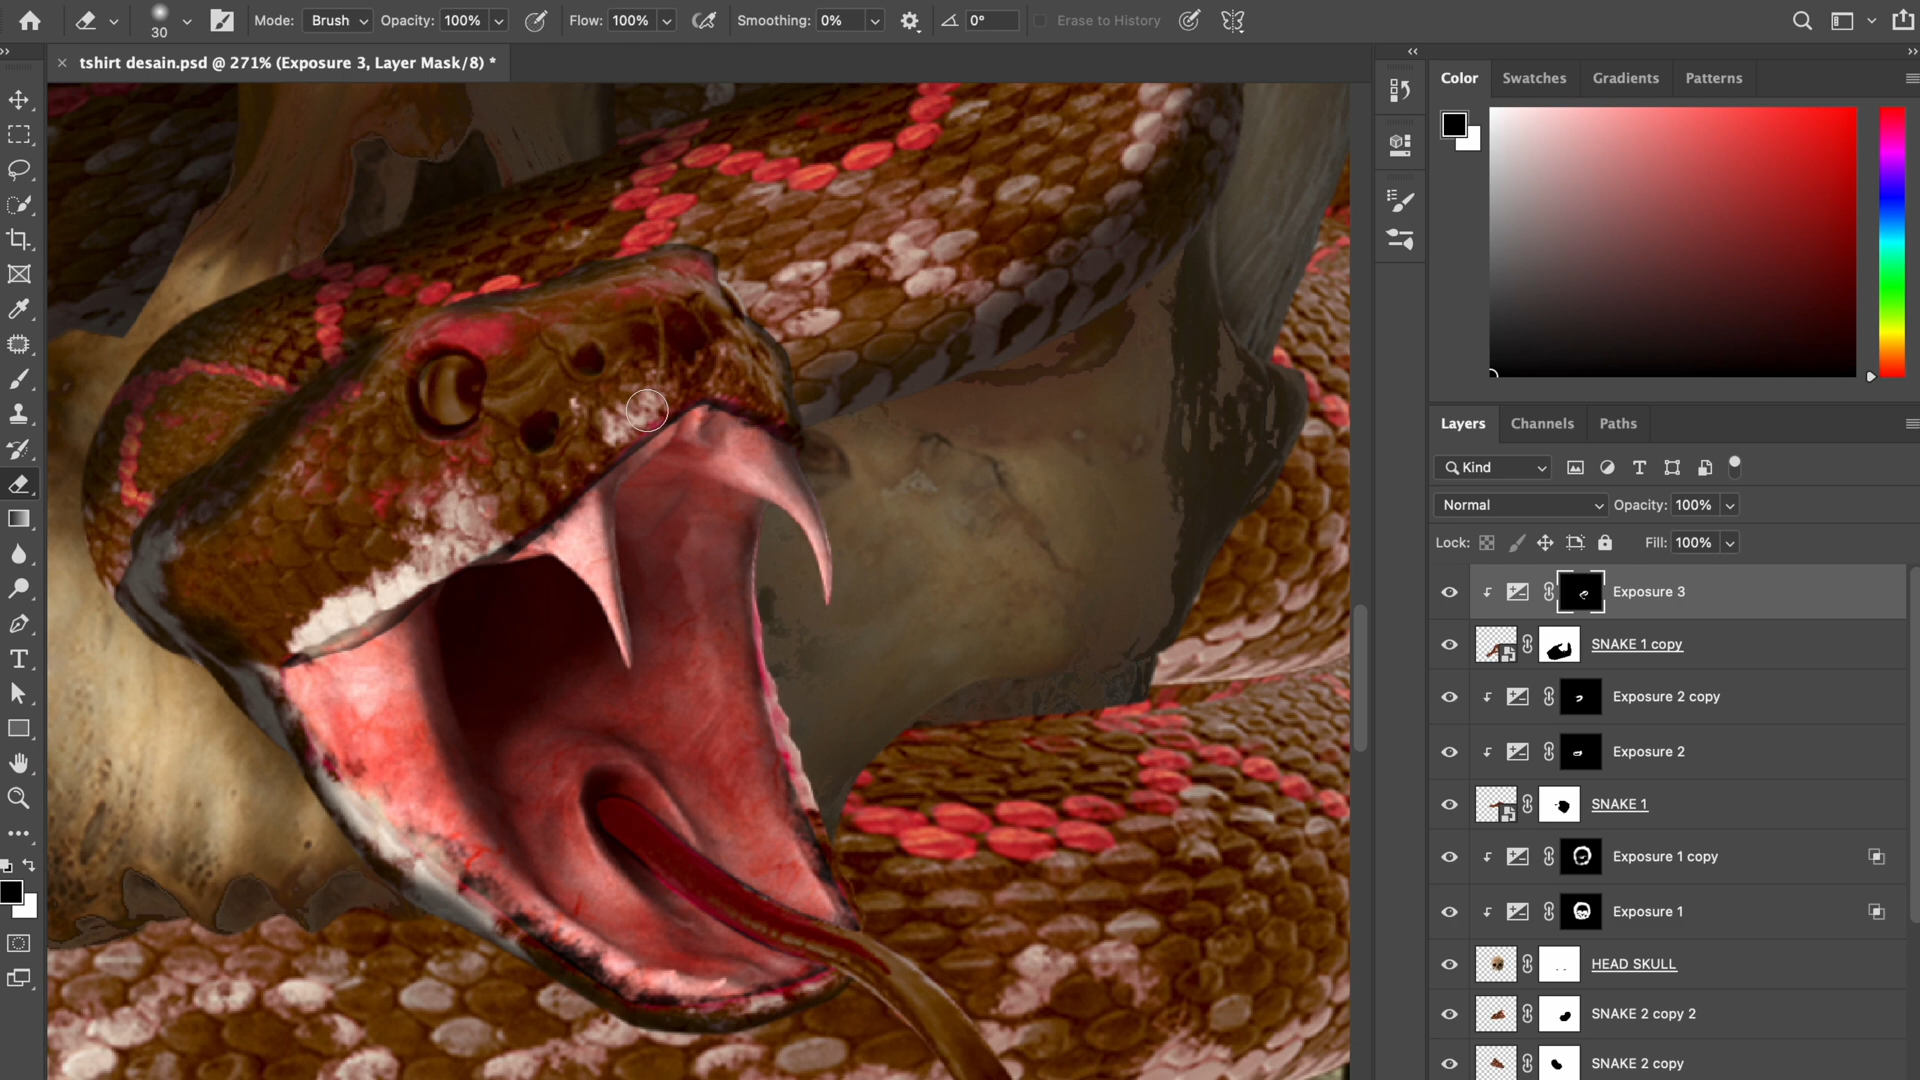 30
Mode: Brush
Opacity: 100%
Flow: 100%
Smoothing: 0%
0°
Erase to History
tshirt desain.psd @ 271% (Exposure 3, Layer Mask/8) *
Color
Swatches
Gradients
Patterns
Layers
Channels
Paths
Kind
Normal
Opacity: 100%
Lock:
Fill: 100%
Exposure 3
SNAKE 1 copy
Exposure 2 copy
Exposure 2
SNAKE 1
Exposure 1 copy
Exposure 1
HEAD SKULL
SNAKE 2 copy 2
SNAKE 2 copy